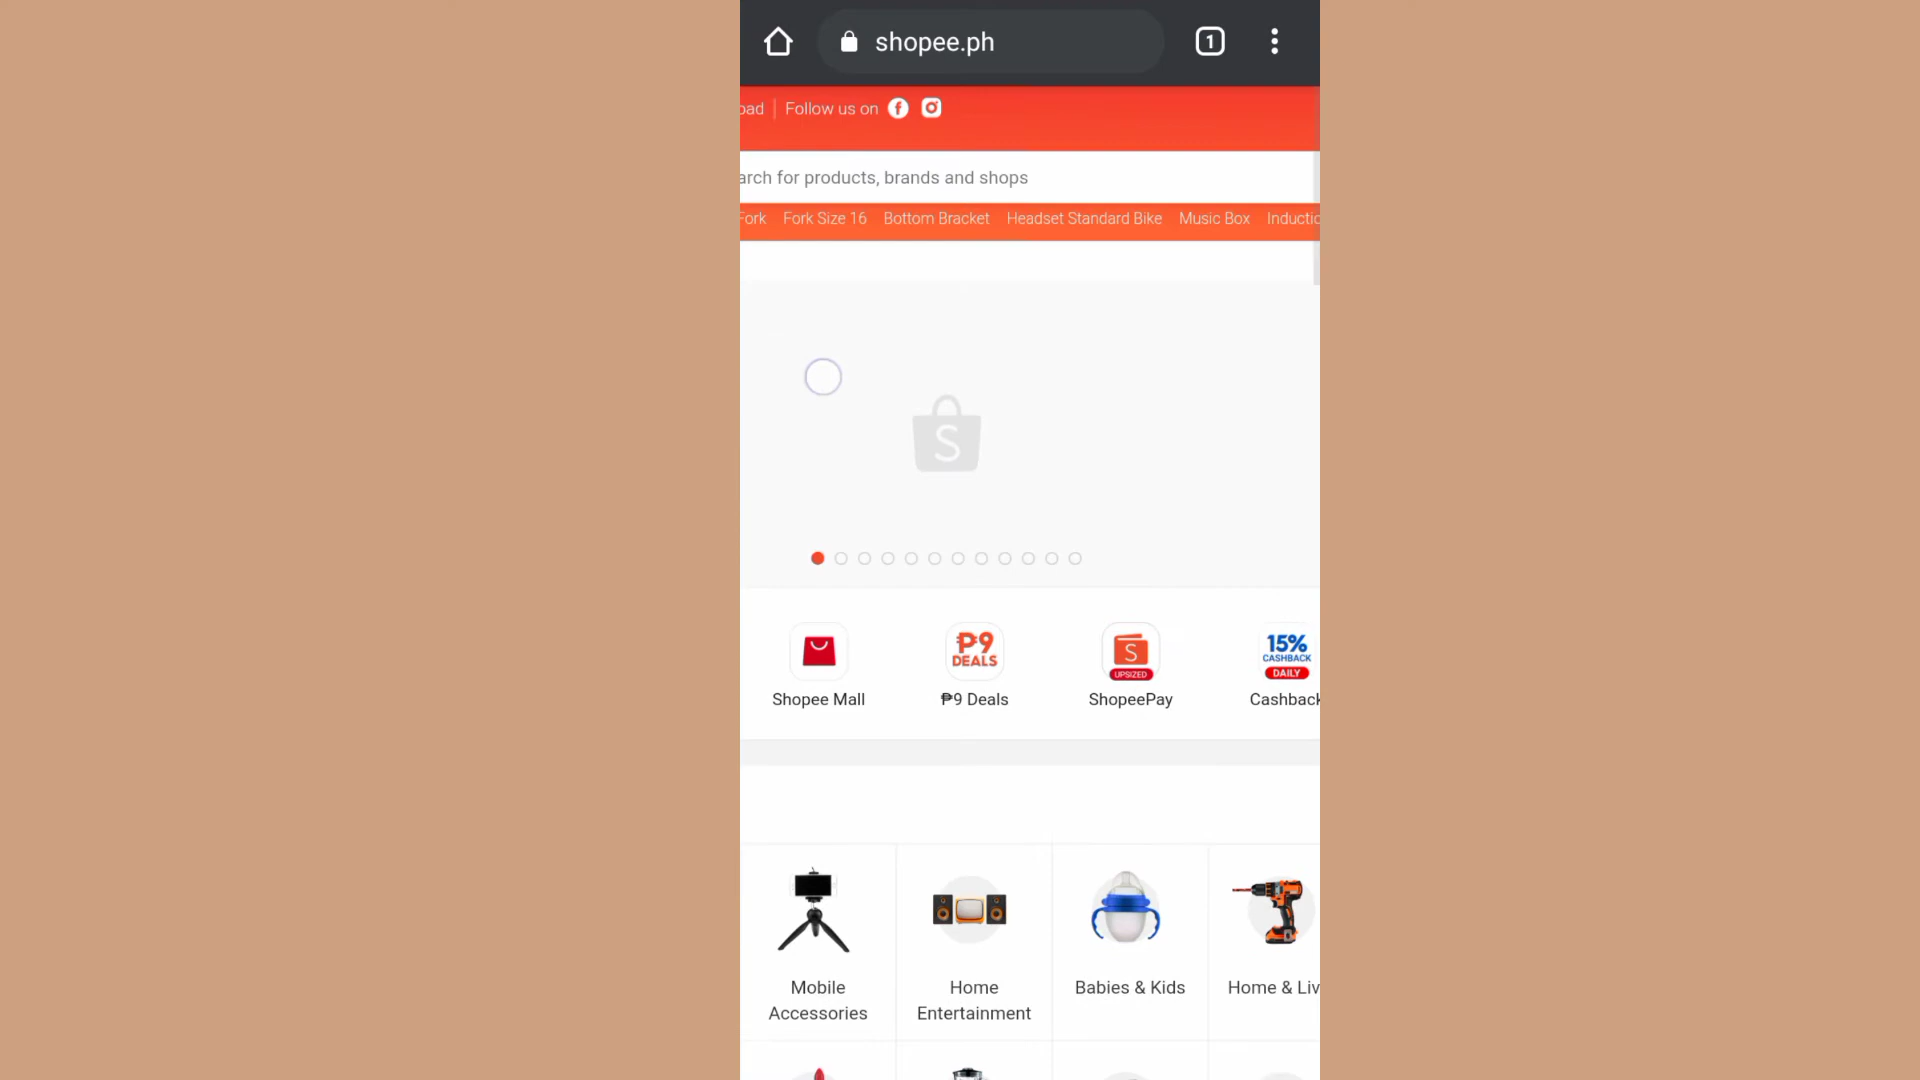 shopee.ph
1
oad | Follow us on
arch for products, brands and shops
Fork Fork Size 16 Bottom Bracket Headset Standard Bike Music Box Inductio
S
₱9
DEALS
S
UPSIZED
15%
CASHBACK
DAILY
Shopee Mall ₱9 Deals ShopeePay Cashback
Mobile
Accessories
Home
Entertainment
Babies & Kids
Home & Liv